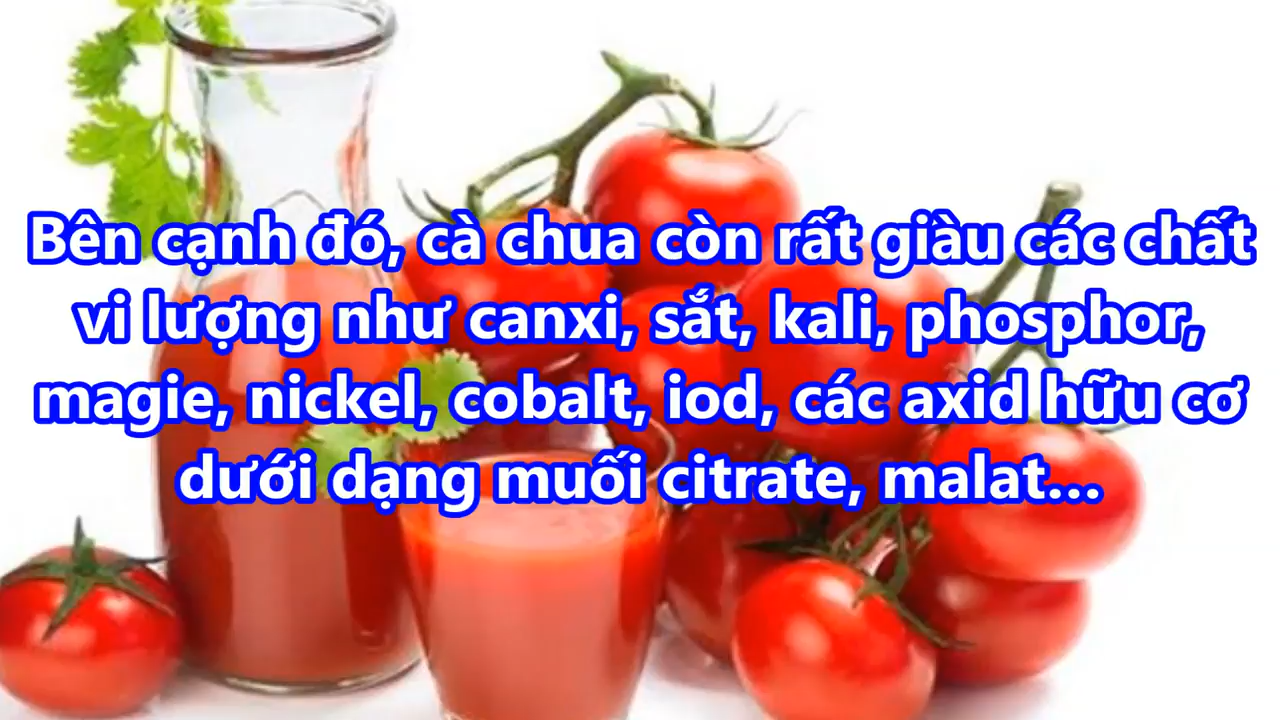 Bên cạnh đó, cà chua còn rất giàu các chất
vi lượng như canxi, sắt, kali, phosphor,
magie, nickel, cobalt, iod, các axid hữu cơ
dưới dạng muối citrate, malat...